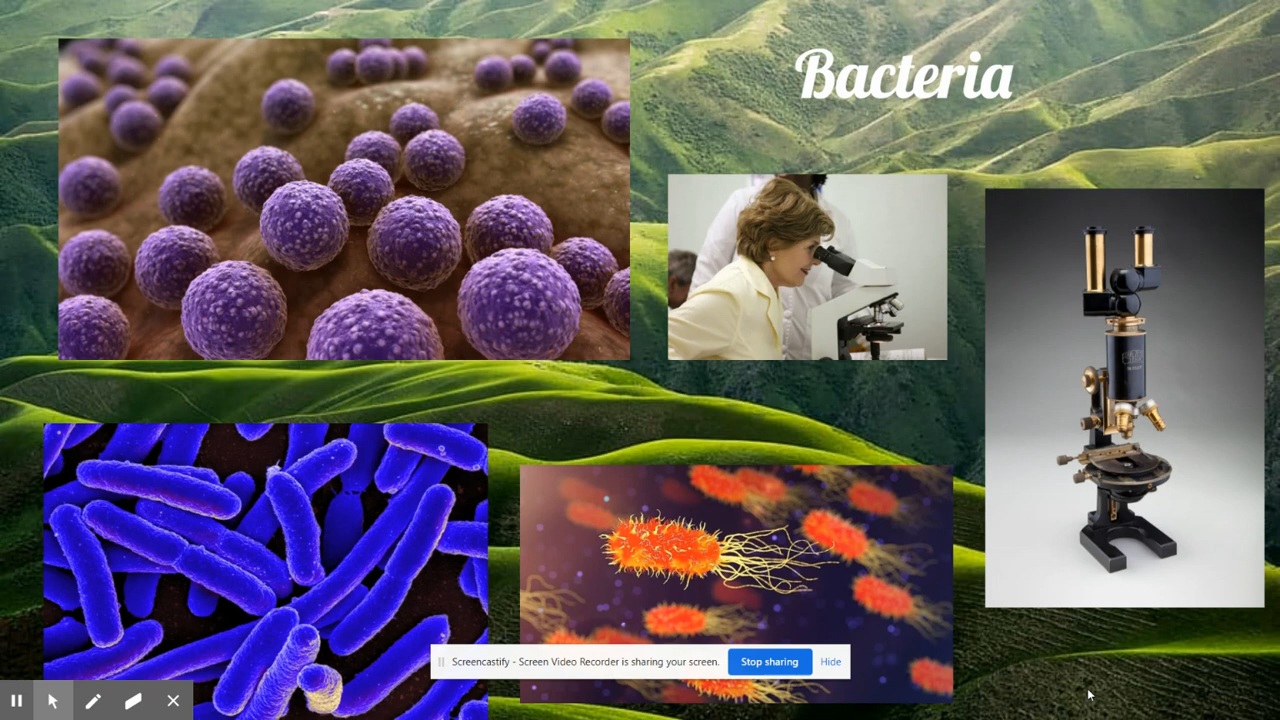 Bacteria
Screencastify - Screen Video Recorder is sharing your screen.
Stop sharing
Hide